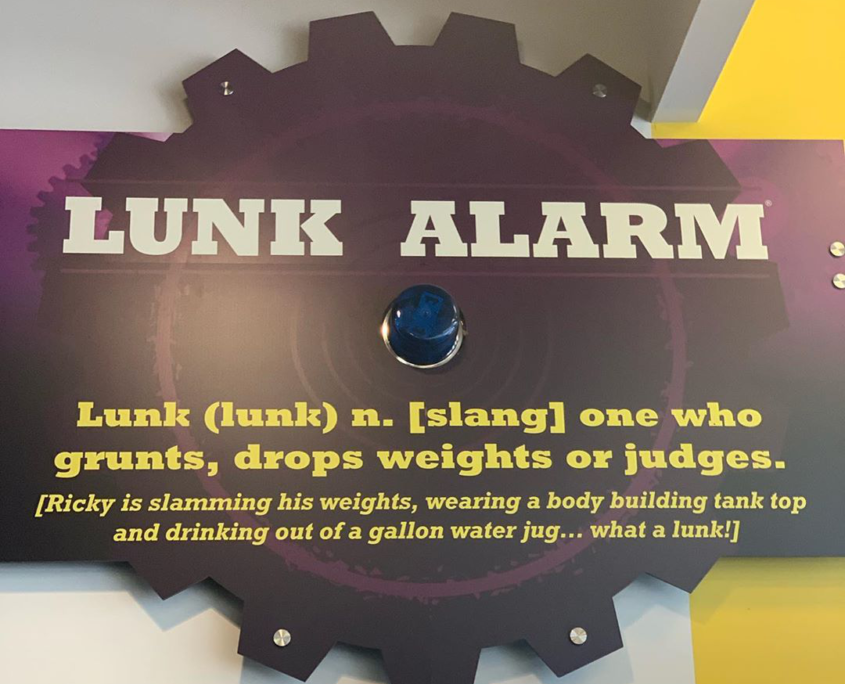 LUNK ALARM®
Lunk (lunk) n. [slang] one who
grunts, drops weights or judges.
[Ricky is slamming his weights, wearing a body building tank top
and drinking out of a gallon water jug... what a lunk!]